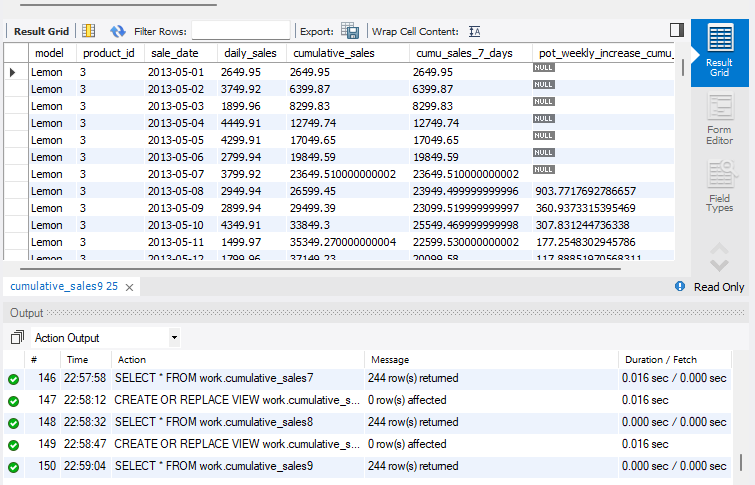 Result Grid Filter Rows: Export: Wrap Cell Content: IA
model product_id sale_date daily_sales cumulative_sales cumu_sales_7_days pot_weekly_increase_cumu_
Lemon 3 2013-05-01 2649.95 2649.95 2649.95 NULL
Lemon 3 2013-05-02 3749.92 6399.87 6399.87 NULL
Lemon 3 2013-05-03 1899.96 8299.83 8299.83 NULL
Lemon 3 2013-05-04 4449.91 12749.74 12749.74 NULL
Lemon 3 2013-05-05 4299.91 17049.65 17049.65 NULL
Lemon 3 2013-05-06 2799.94 19849.59 19849.59 NULL
Lemon 3 2013-05-07 3799.92 23649.510000000002 23649.510000000002 NULL
Lemon 3 2013-05-08 2949.94 26599.45 23949.499999999996 903.7717692786657
Lemon 3 2013-05-09 2899.94 29499.39 23099.519999999997 360.9373315395469
Lemon 3 2013-05-10 4349.91 33849.3 25549.469999999998 307.831244736338
Lemon 3 2013-05-11 1499.97 35349.270000000004 22599.530000000002 177.2548302945786
Lemon 3 2013-05-12 1799.96 37149.23 20099.58 117.88851970568311
Result
Grid
Form
Editor
Field
Types
cumulative_sales9 25 Read Only
Output
Action Output
# Time Action Message Duration / Fetch
146 22:57:58 SELECT * FROM work.cumulative_sales7 244 row(s) returned 0.016 sec / 0.000 sec
147 22:58:12 CREATE OR REPLACE VIEW work.cumulative_s... 0 row(s) affected 0.016 sec
148 22:58:32 SELECT * FROM work.cumulative_sales8 244 row(s) returned 0.000 sec / 0.000 sec
149 22:58:47 CREATE OR REPLACE VIEW work.cumulative_s... 0 row(s) affected 0.016 sec
150 22:59:04 SELECT * FROM work.cumulative_sales9 244 row(s) returned 0.016 sec / 0.000 sec